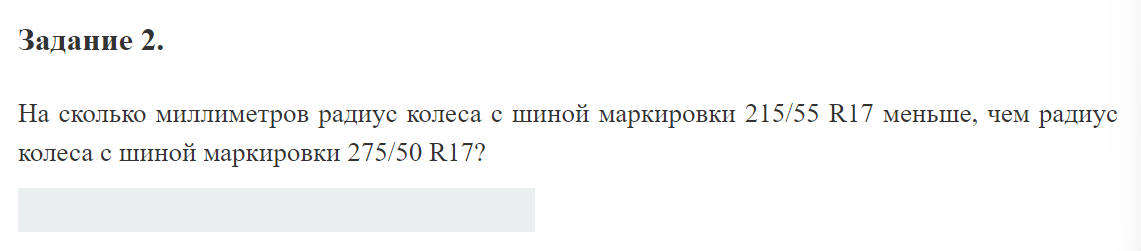 Задание 2.
На сколько миллиметров радиус колеса с шиной маркировки 215/55 R17 меньше, чем радиус
колеса с шиной маркировки 275/50 R17?